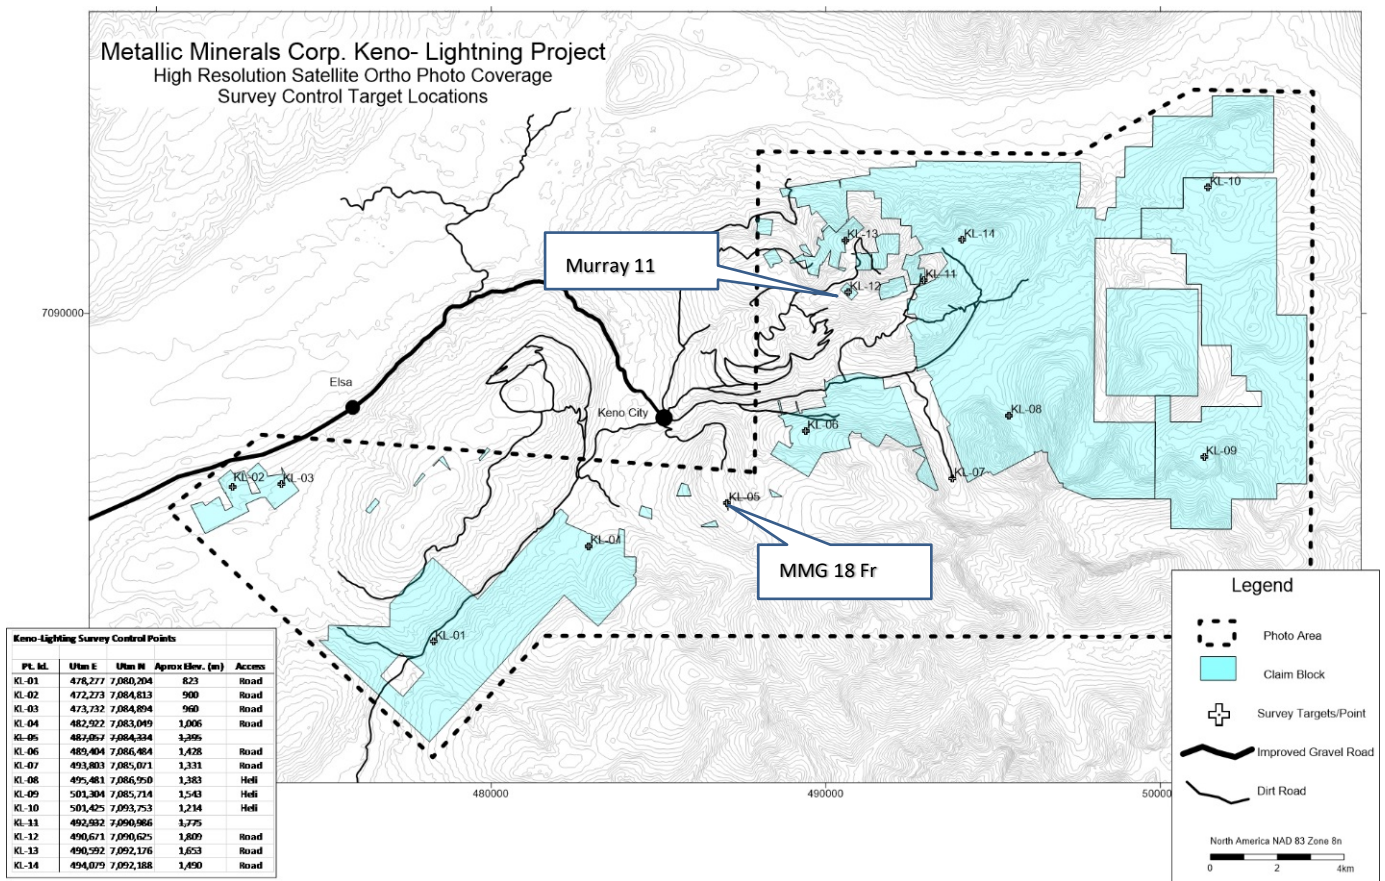 Metallic Minerals Corp. Keno- Lightning Project
High Resolution Satellite Ortho Photo Coverage
Survey Control Target Locations
KL-10
KL-13
KL-14
Murray 11
KL-11
KL-12
7090000
Elsa
Keno City
KL-08
KL-06
KL-09
KL-02
KL-03
KL-07
KL-05
KL-04
MMG 18 Fr
KL-01
Legend
Photo Area
Claim Block
Survey Targets/Point
Improved Gravel Road
Dirt Road
North America NAD 83 Zone 8n
0 2 4km
480000 490000 50000
Keno-Lighting Survey Control Points
Pt. Id. Utm E Utm N Aprox Elev. (m) Access
KL-01 478,277 7,080,204 823 Road
KL-02 472,273 7,084,813 900 Road
KL-03 473,732 7,084,894 960 Road
KL-04 482,922 7,083,049 1,006 Road
KL-05 487,057 7,084,334 1,395
KL-06 489,404 7,086,484 1,428 Road
KL-07 493,803 7,085,071 1,331 Road
KL-08 495,481 7,086,950 1,383 Heli
KL-09 501,304 7,085,714 1,543 Heli
KL-10 501,425 7,093,753 1,214 Heli
KL-11 492,932 7,090,986 1,775
KL-12 490,671 7,090,625 1,809 Road
KL-13 490,592 7,092,176 1,653 Road
KL-14 494,079 7,092,188 1,490 Road